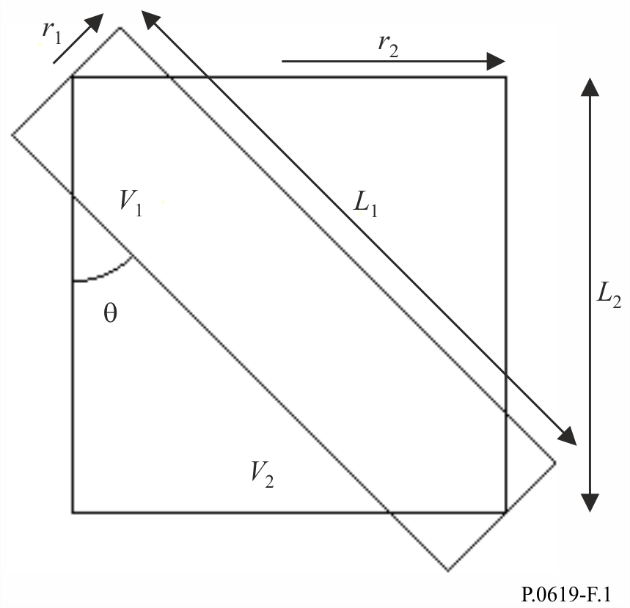 r₁
r₂
V₁
L₁
L₂
θ
V₂
P.0619-F.1